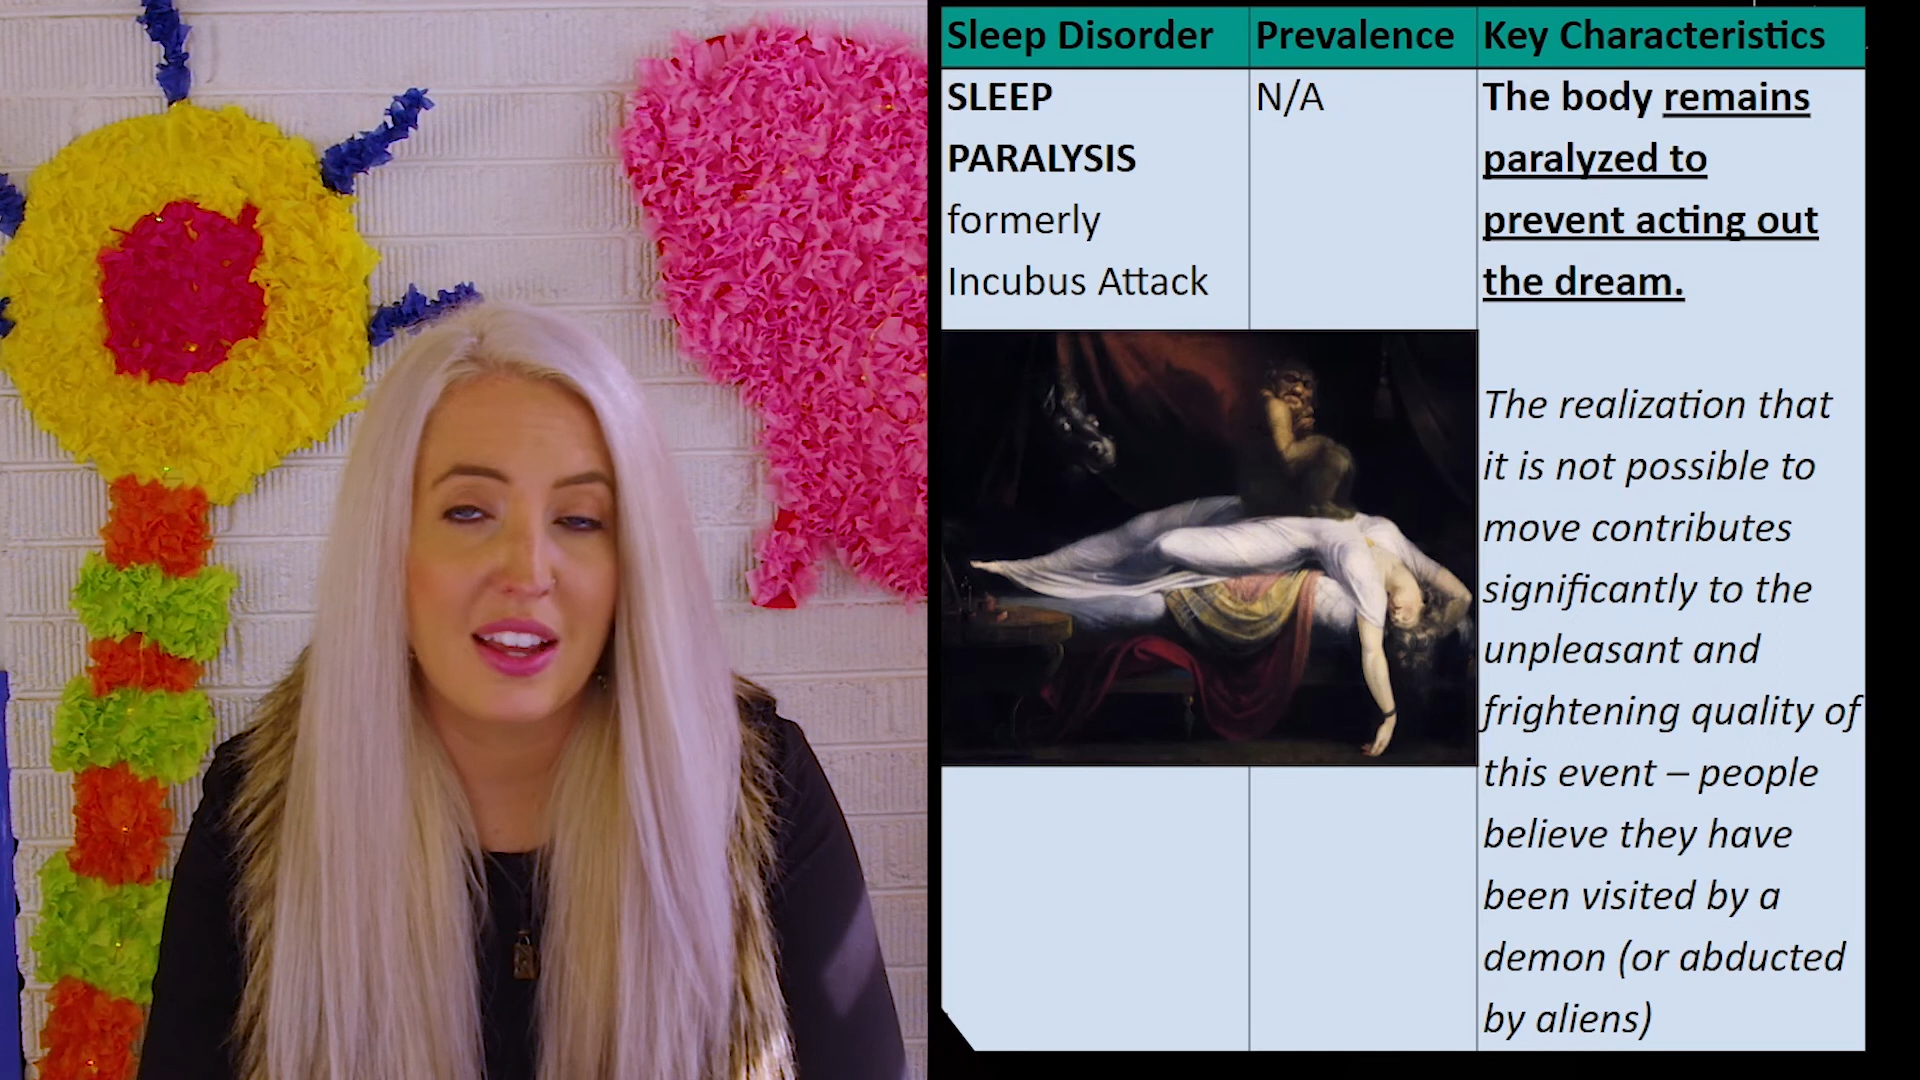 Sleep Disorder Prevalence Key Characteristics
SLEEP
PARALYSIS
formerly
Incubus Attack
N/A
The body remains
paralyzed to
prevent acting out
the dream.
The realization that
it is not possible to
move contributes
significantly to the
unpleasant and
frightening quality of
this event – people
believe they have
been visited by a
demon (or abducted
by aliens)